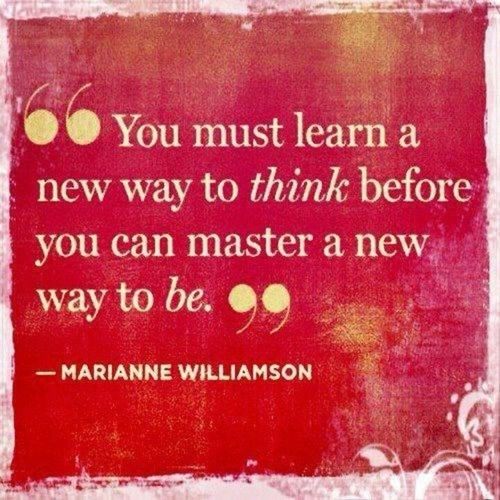 “ You must learn a
new way to think before
you can master a new
way to be. ”
— MARIANNE WILLIAMSON